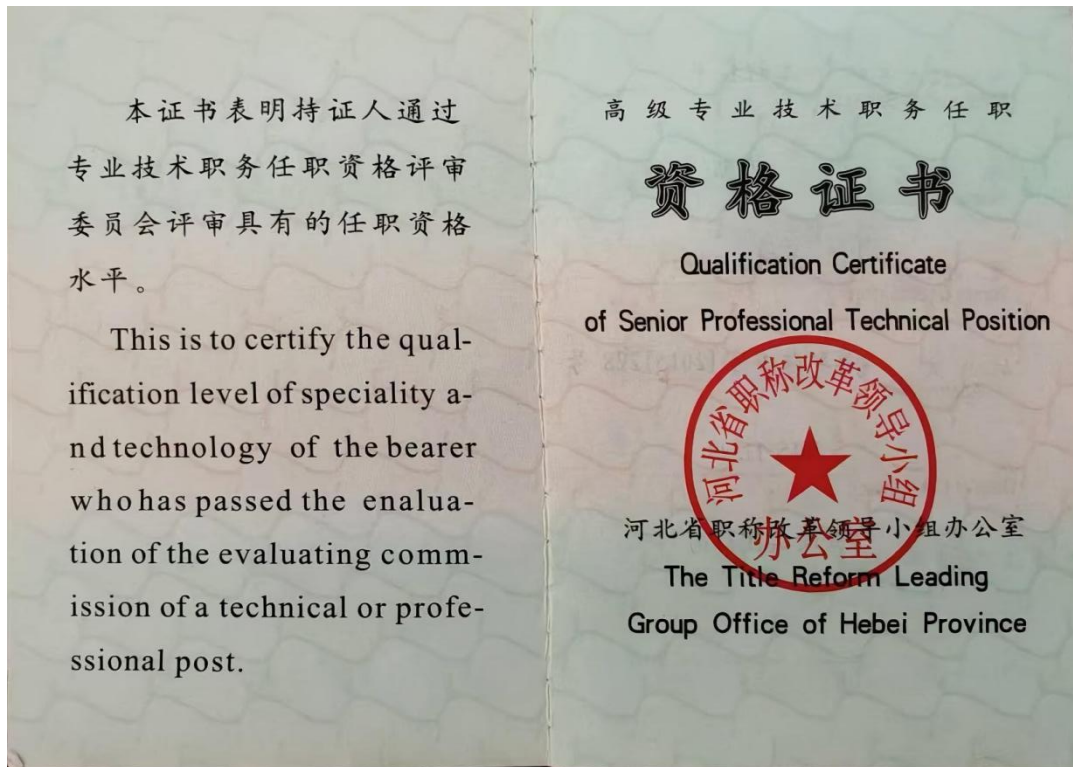 本证书表明持证人通过
专业技术职务任职资格评审
委员会评审具有的任职资格
水平。
This is to certify the qual-
ification level of speciality a-
nd technology of the bearer
who has passed the enalua-
tion of the evaluating comm-
ission of a technical or profe-
ssional post.
高级专业技术职务任职
资格证书
Qualification Certificate
of Senior Professional Technical Position
河北省职称改革领导小组
办公室
河北省职称改革领导小组办公室
The Title Reform Leading
Group Office of Hebei Province